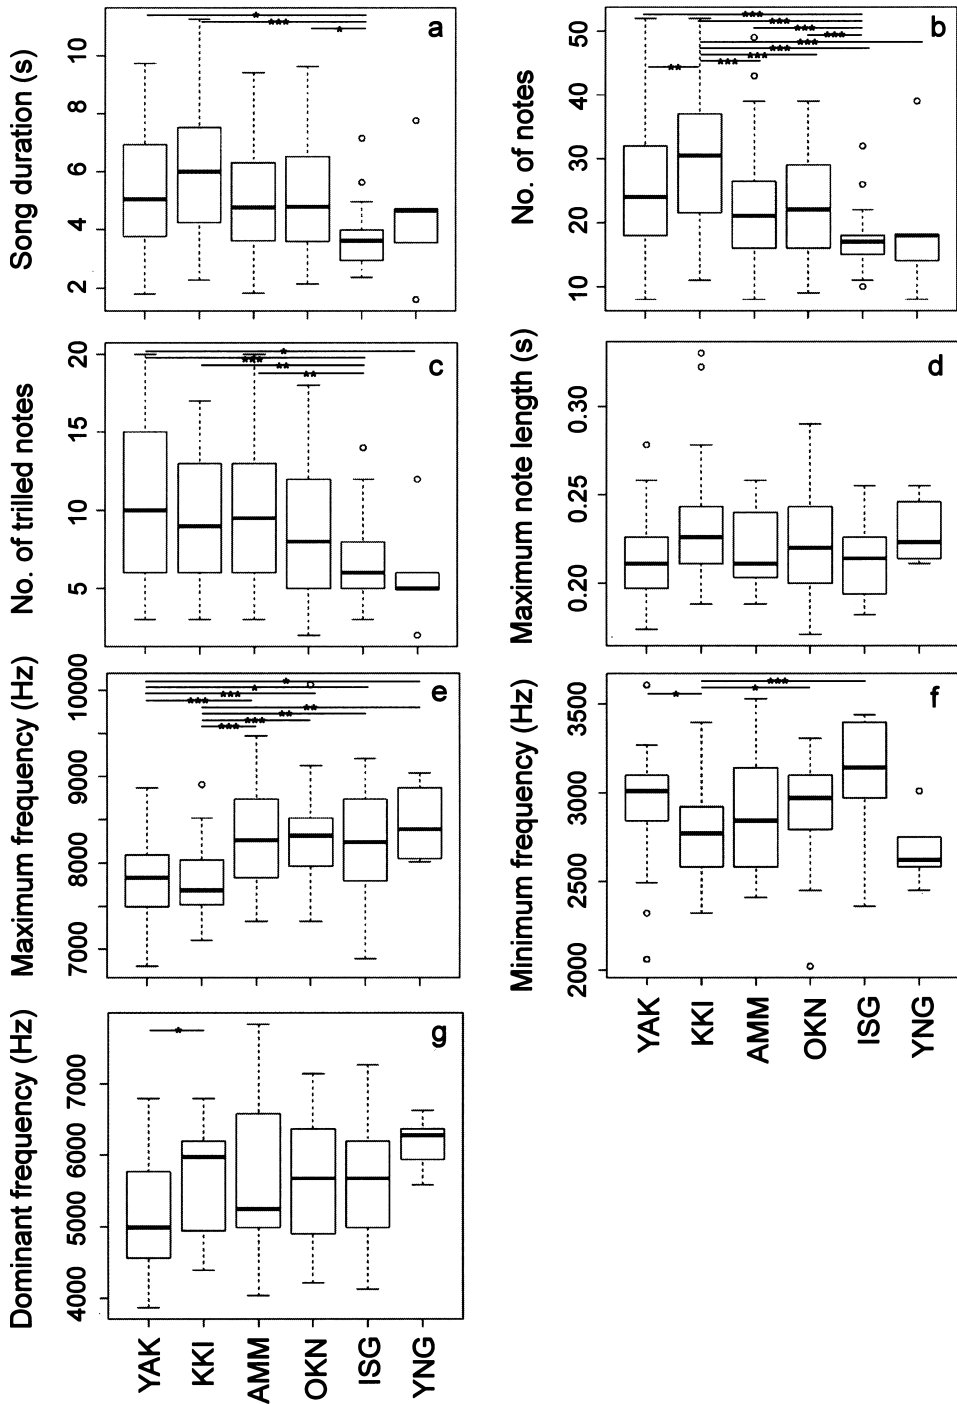 Song duration (s)
10
8
6
4
2
a
*
***
*
No. of notes
50
40
30
20
10
b
***
***
***
***
***
***
***
***
**
No. of trilled notes
20
15
10
5
c
*
***
**
**
Maximum note length (s)
0.30
0.25
0.20
d
Maximum frequency (Hz)
10000
9000
8000
7000
e
*
*
***
***
**
**
***
***
Minimum frequency (Hz)
3500
3000
2500
2000
f
***
*
*
YAK
KKI
AMM
OKN
ISG
YNG
Dominant frequency (Hz)
7000
6000
5000
4000
g
*
YAK
KKI
AMM
OKN
ISG
YNG